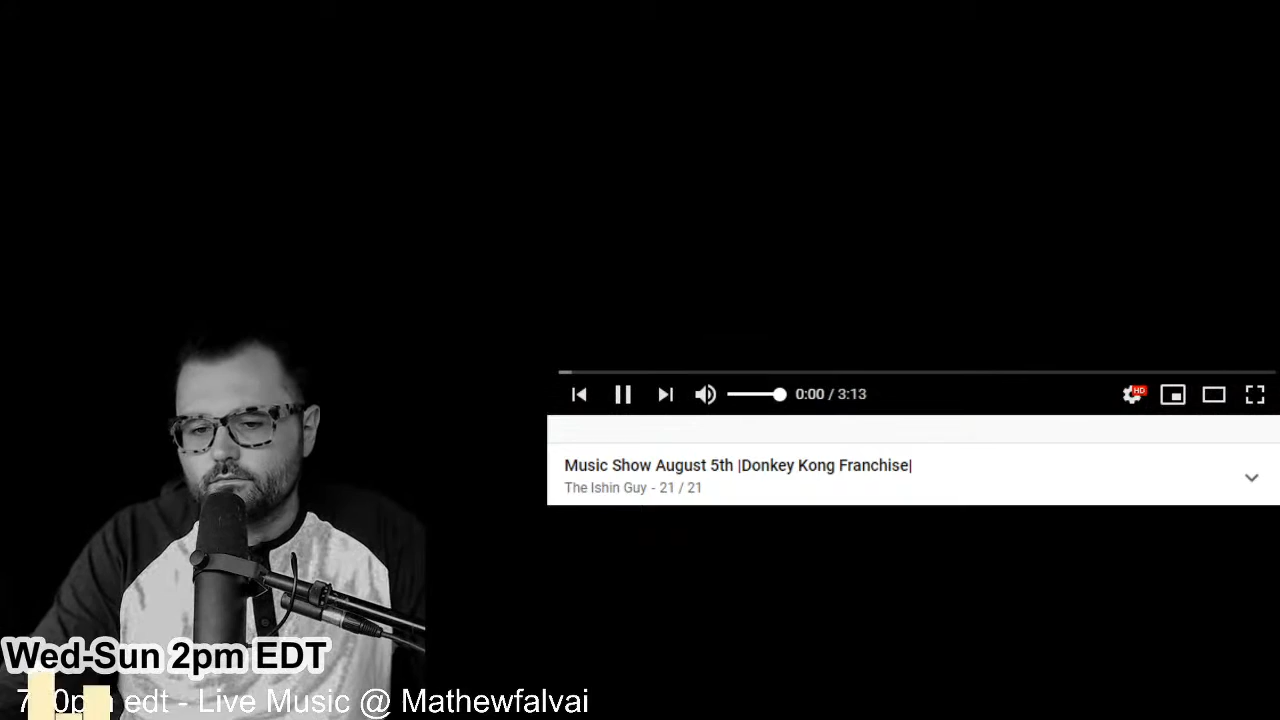 0:00 / 3:13
HD
Music Show August 5th |Donkey Kong Franchise|
The Ishin Guy - 21 / 21
Wed-Sun 2pm EDT
edt - Live Music @ Mathewfalvai